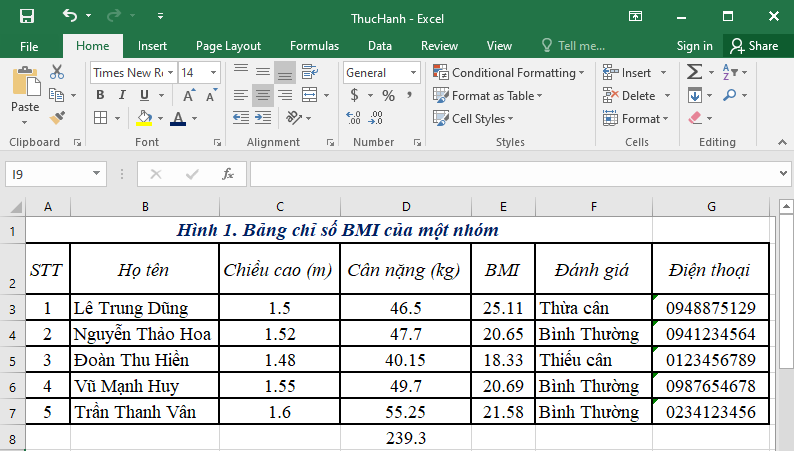 ThucHanh - Excel
File Home Insert Page Layout Formulas Data Review View Tell me... Sign in Share
Paste
Times New R 14
B I U
A A
A
General
$ % ,
Conditional Formatting
Format as Table
Cell Styles
Insert
Delete
Format
Clipboard Font Alignment Number Styles Cells Editing
I9 fx
A B C D E F G
1 Hình 1. Bảng chỉ số BMI của một nhóm
2 STT Họ tên Chiều cao (m) Cân nặng (kg) BMI Đánh giá Điện thoại
3 1 Lê Trung Dũng 1.5 46.5 25.11 Thừa cân 0948875129
4 2 Nguyễn Thảo Hoa 1.52 47.7 20.65 Bình Thường 0941234564
5 3 Đoàn Thu Hiền 1.48 40.15 18.33 Thiếu cân 0123456789
6 4 Vũ Mạnh Huy 1.55 49.7 20.69 Bình Thường 0987654678
7 5 Trần Thanh Vân 1.6 55.25 21.58 Bình Thường 0234123456
8 239.3